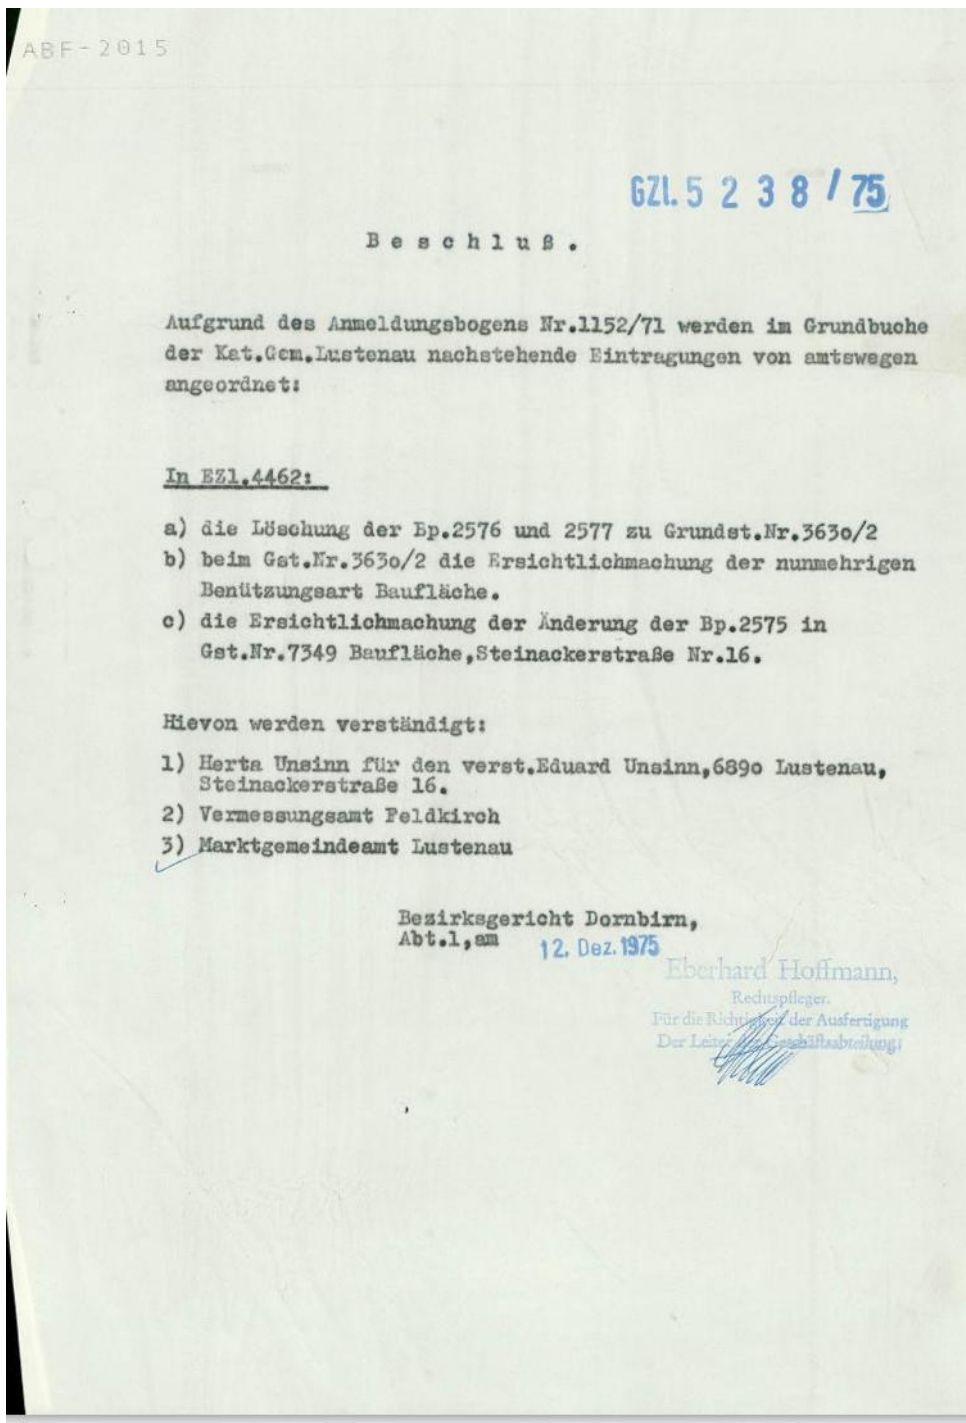 ABF-2015
GZl. 5 2 3 8 / 75
B e s c h l u ß .
Aufgrund des Anmeldungsbogens Nr.1152/71 werden im Grundbuche
der Kat.Gem.Lustenau nachstehende Eintragungen von amtswegen
angeordnet:
In EZl.4462:
a) die Löschung der Bp.2576 und 2577 zu Grundst.Nr.363o/2
b) beim Gst.Nr.363o/2 die Ersichtlichmachung der nunmehrigen
Benützungsart Baufläche.
c) die Ersichtlichmachung der Änderung der Bp.2575 in
Gst.Nr.7349 Baufläche,Steinackerstraße Nr.16.
Hievon werden verständigt:
1) Herta Unsinn für den verst.Eduard Unsinn,689o Lustenau,
Steinackerstraße 16.
2) Vermessungsamt Feldkirch
3) Marktgemeindeamt Lustenau
Bezirksgericht Dornbirn,
Abt.1,am 12. Dez. 1975
Eberhard Hoffmann,
Rechtspfleger.
Für die Richtigkeit der Ausfertigung
Der Leiter der Geschäftsabteilung: